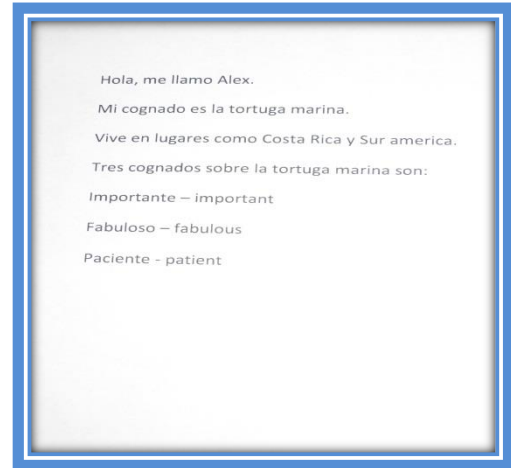 Hola, me llamo Alex.
Mi cognado es la tortuga marina.
Vive en lugares como Costa Rica y Sur america.
Tres cognados sobre la tortuga marina son:
Importante – important
Fabuloso – fabulous
Paciente - patient